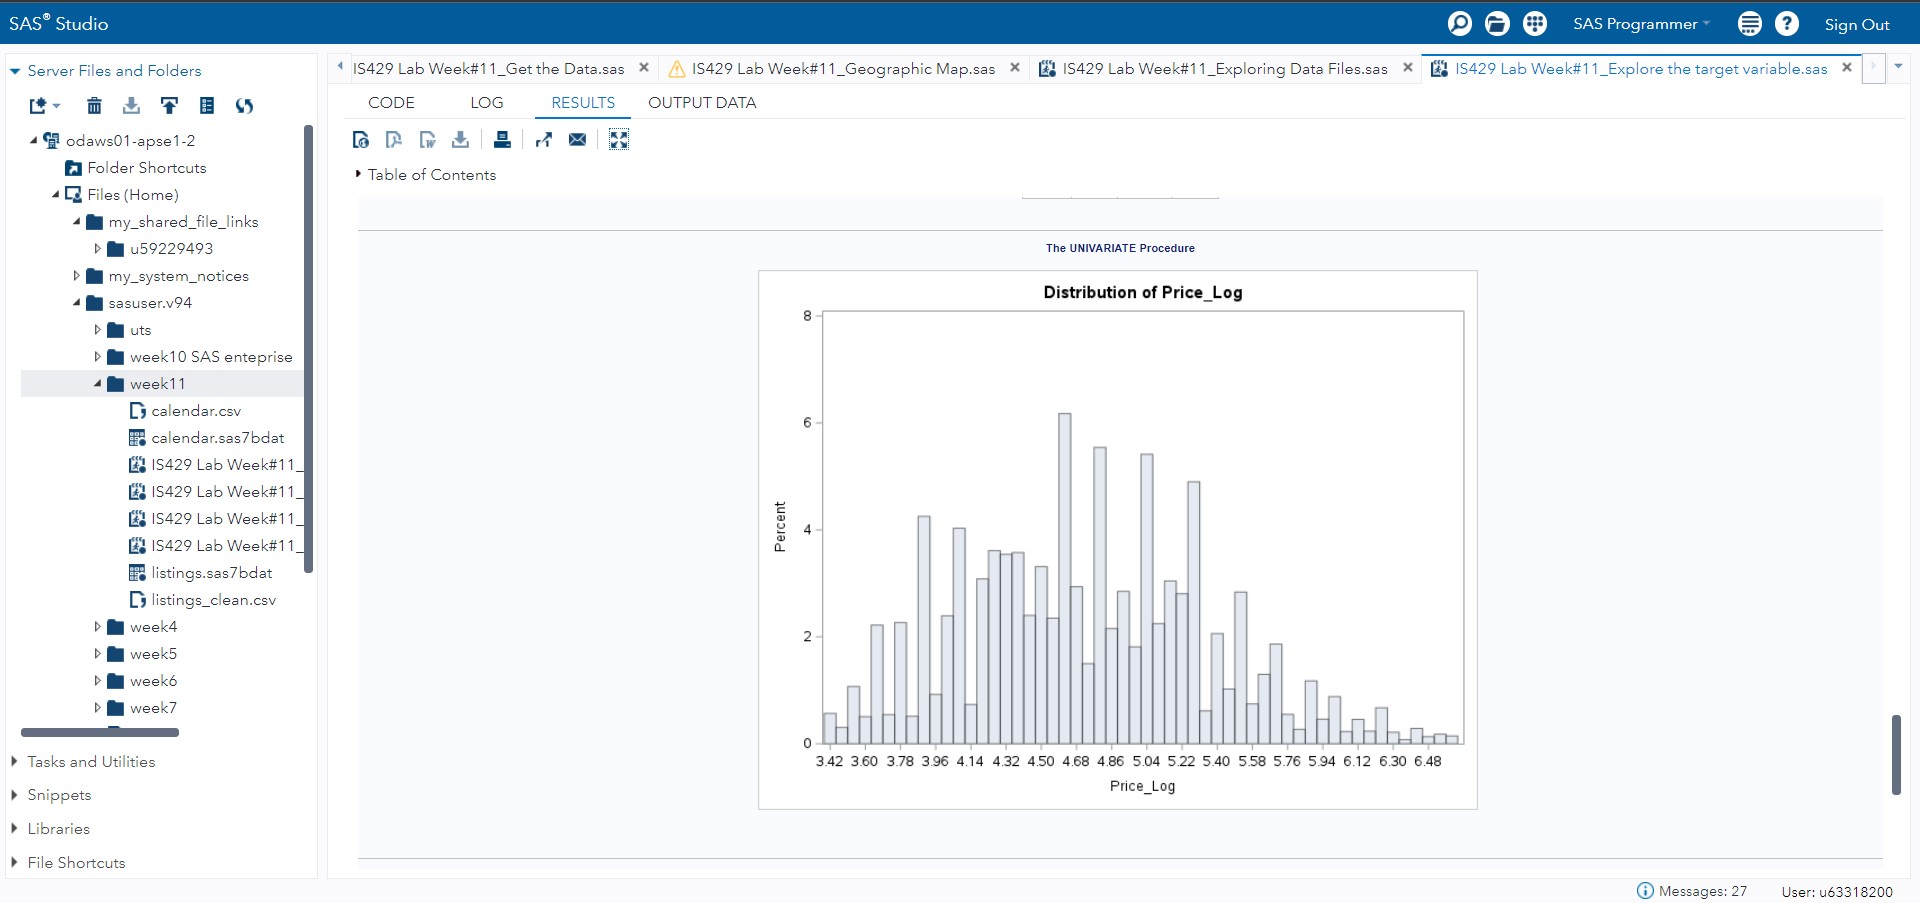 SAS® Studio
SAS Programmer
Sign Out
Server Files and Folders
odaws01-apse1-2
Folder Shortcuts
Files (Home)
my_shared_file_links
u59229493
my_system_notices
sasuser.v94
uts
week10 SAS enteprise
week11
calendar.csv
calendar.sas7bdat
IS429 Lab Week#11_
IS429 Lab Week#11_
IS429 Lab Week#11_
IS429 Lab Week#11_
listings.sas7bdat
listings_clean.csv
week4
week5
week6
week7
Tasks and Utilities
Snippets
Libraries
File Shortcuts
IS429 Lab Week#11_Get the Data.sas
IS429 Lab Week#11_Geographic Map.sas
IS429 Lab Week#11_Exploring Data Files.sas
IS429 Lab Week#11_Explore the target variable.sas
CODE LOG RESULTS OUTPUT DATA
Table of Contents
The UNIVARIATE Procedure
Distribution of Price_Log
8
6
4
2
0
Percent
3.42 3.60 3.78 3.96 4.14 4.32 4.50 4.68 4.86 5.04 5.22 5.40 5.58 5.76 5.94 6.12 6.30 6.48
Price_Log
Messages: 27
User: u63318200